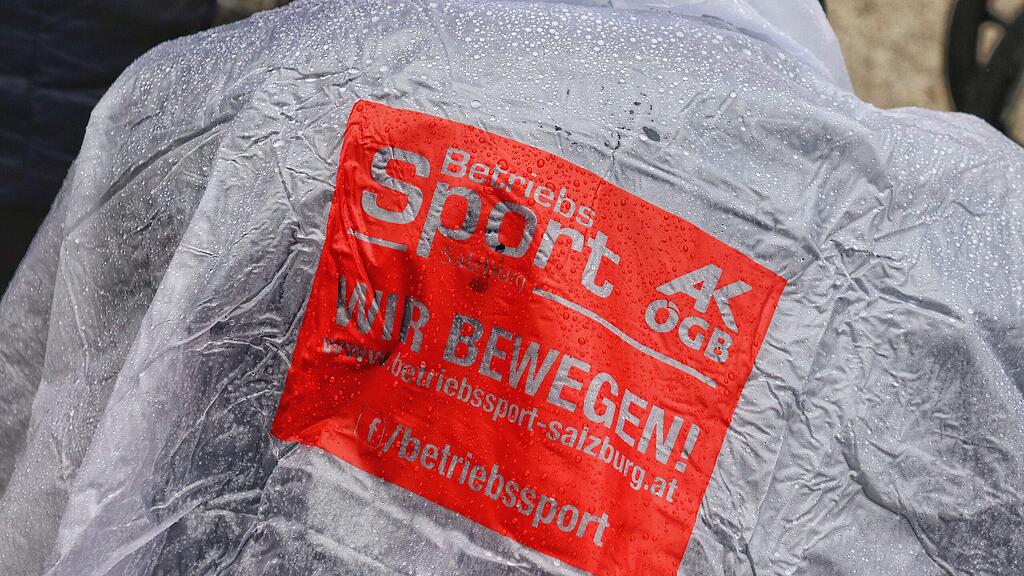 Betriebs
Sport
Salzburg
AK
ÖGB
WIR BEWEGEN!
www.betriebssport-salzburg.at
f/betriebssport